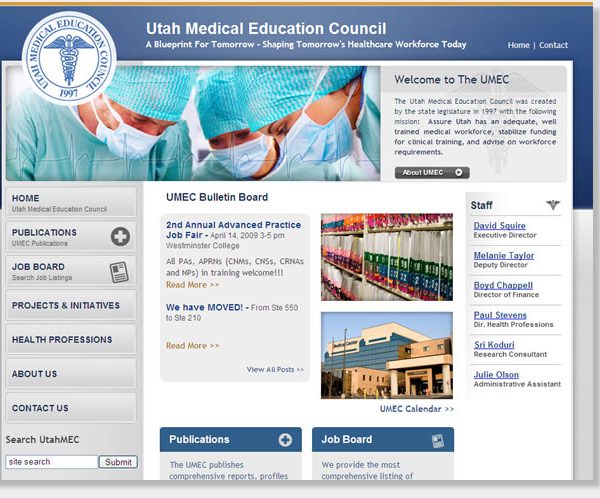 UTAH MEDICAL EDUCATION COUNCIL
1997
Utah Medical Education Council
A Blueprint For Tomorrow - Shaping Tomorrow's Healthcare Workforce Today
Home | Contact
Welcome to The UMEC
The Utah Medical Education Council was created
by the state legislature in 1997 with the following
mission: Assure Utah has an adequate, well
trained medical workforce, stabilize funding
for clinical training, and advise on workforce
requirements.
About UMEC
HOME
Utah Medical Education Council
PUBLICATIONS
UMEC Publications
JOB BOARD
Search Job Listings
PROJECTS & INITIATIVES
HEALTH PROFESSIONS
ABOUT US
CONTACT US
Search UtahMEC
site search
Submit
UMEC Bulletin Board
2nd Annual Advanced Practice
Job Fair - April 14, 2009 3-5 pm
Westminster College
All PAs, APRNs (CNMs, CNSs, CRNAs
and NPs) in training welcome!!!
Read More >>
We have MOVED! - From Ste 550
to Ste 210
Read More >>
View All Posts >>
Medical Center
UMEC Calendar >>
Staff
David Squire
Executive Director
Melanie Taylor
Deputy Director
Boyd Chappell
Director of Finance
Paul Stevens
Dir. Health Professions
Sri Koduri
Research Consultant
Julie Olson
Administrative Assistant
Publications
The UMEC publishes
comprehensive reports, profiles
Job Board
We provide the most
comprehensive listing of